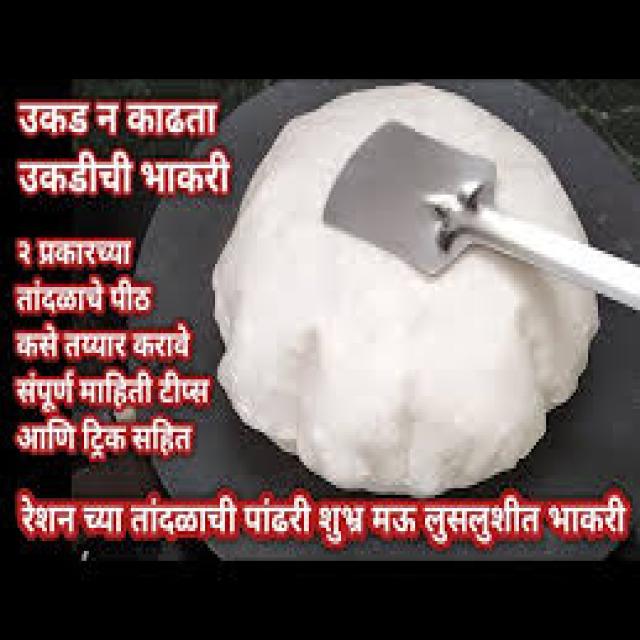 उकड न काढता
उकडीची भाकरी
२ प्रकारच्या
तांदळाचे पीठ
कसे तय्यार करावे
संपूर्ण माहिती टीप्स
आणि ट्रिक सहित
रेशन च्या तांदळाची पांढरी शुभ्र मऊ लुसलुशीत भाकरी